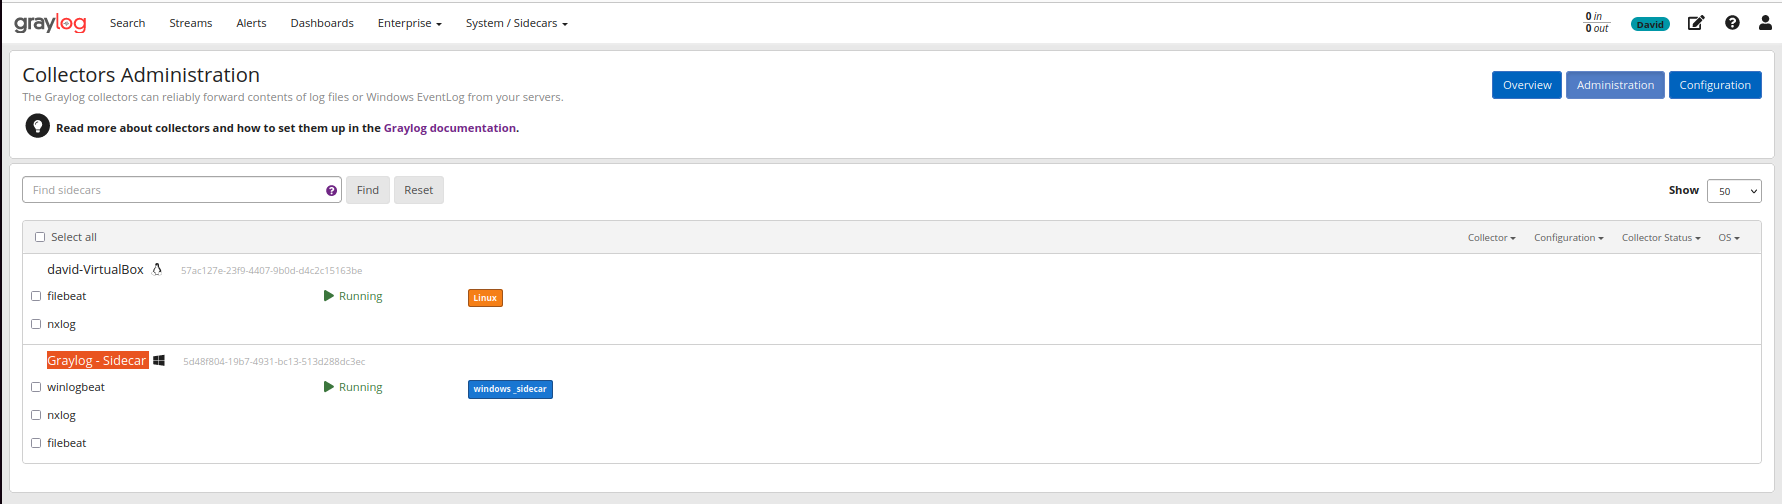 graylog Search Streams Alerts Dashboards Enterprise System / Sidecars 0 in David
0 out
Collectors Administration
The Graylog collectors can reliably forward contents of log files or Windows EventLog from your servers.
Overview Administration Configuration
Read more about collectors and how to set them up in the Graylog documentation.
Find sidecars ? Find Reset Show 50
Select all Collector Configuration Collector Status OS
david-VirtualBox 57ac127e-23f9-4407-9b0d-d4c2c15163be
filebeat Running Linux
nxlog
Graylog - Sidecar 5d48f804-19b7-4931-bc13-513d288dc3ec
winlogbeat Running windows _sidecar
nxlog
filebeat